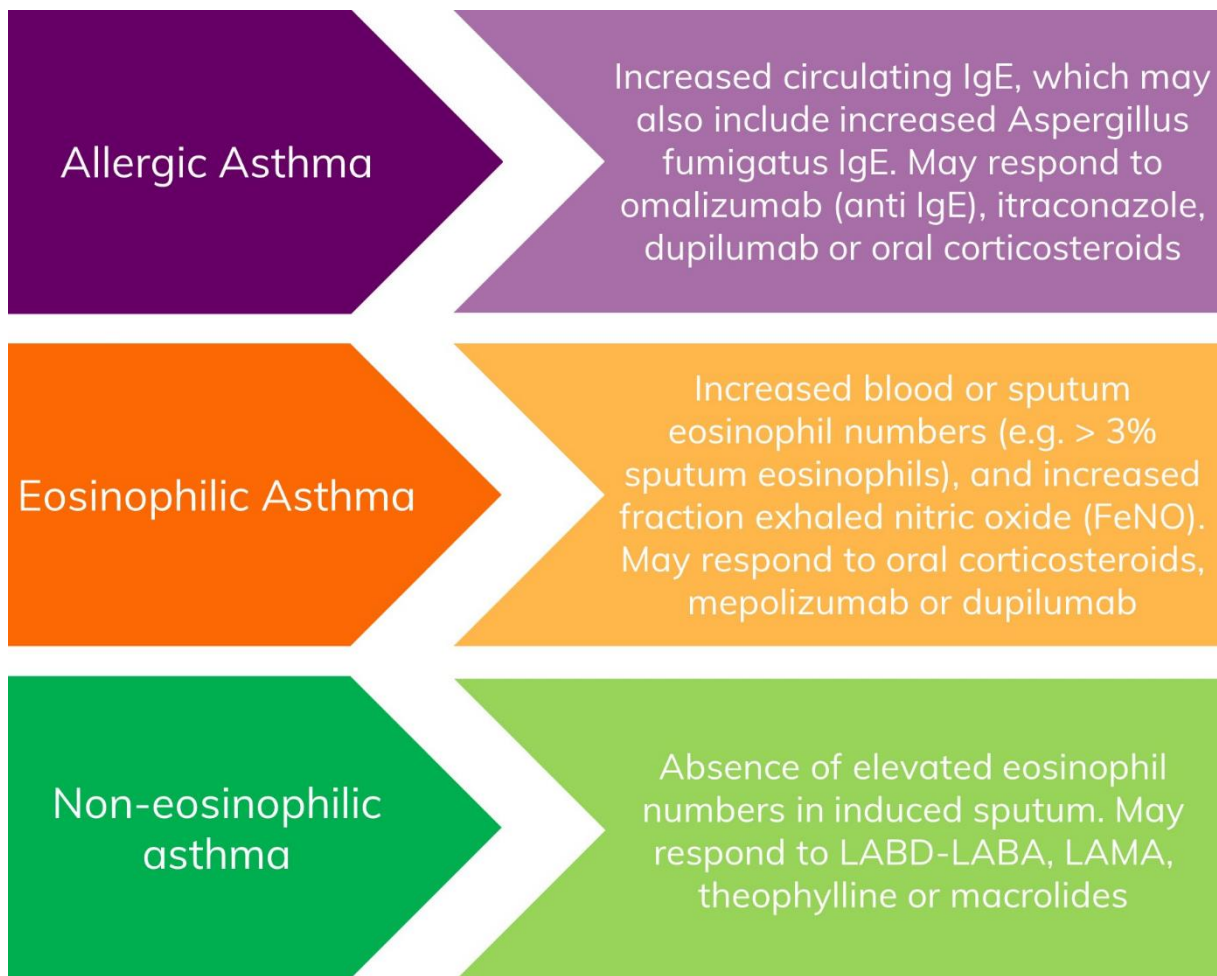 Allergic Asthma
Increased circulating IgE, which may
also include increased Aspergillus
fumigatus IgE. May respond to
omalizumab (anti IgE), itraconazole,
dupilumab or oral corticosteroids
Eosinophilic Asthma
Increased blood or sputum
eosinophil numbers (e.g. > 3%
sputum eosinophils), and increased
fraction exhaled nitric oxide (FeNO).
May respond to oral corticosteroids,
mepolizumab or dupilumab
Non-eosinophilic
asthma
Absence of elevated eosinophil
numbers in induced sputum. May
respond to LABD-LABA, LAMA,
theophylline or macrolides